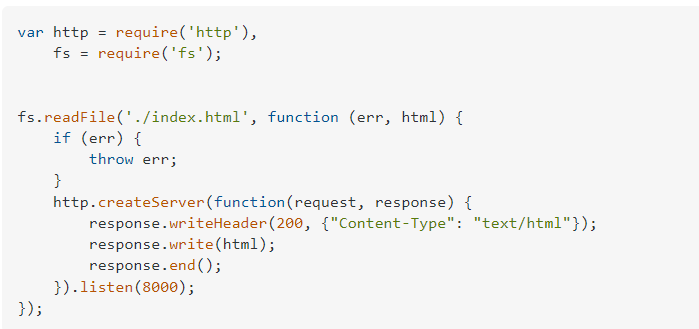 var http = require('http'),
    fs = require('fs');


fs.readFile('./index.html', function (err, html) {
    if (err) {
        throw err;
    }
    http.createServer(function(request, response) {
        response.writeHeader(200, {"Content-Type": "text/html"});
        response.write(html);
        response.end();
    }).listen(8000);
});